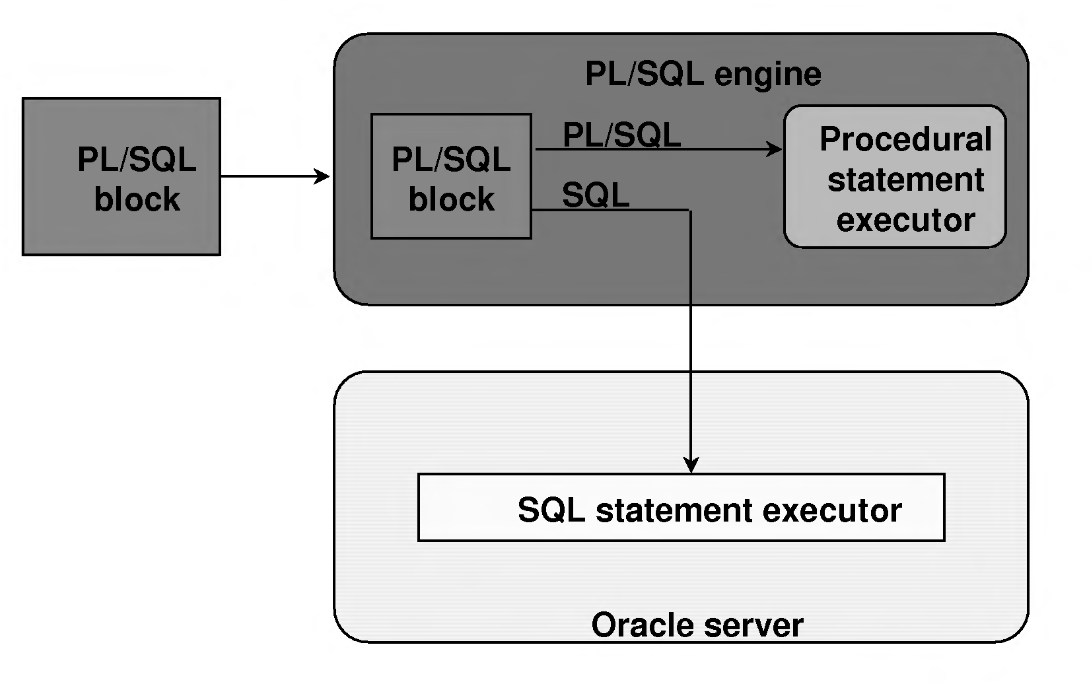 PL/SQL engine
PL/SQL
block
PL/SQL
block
PL/SQL
SQL
Procedural
statement
executor
SQL statement executor
Oracle server